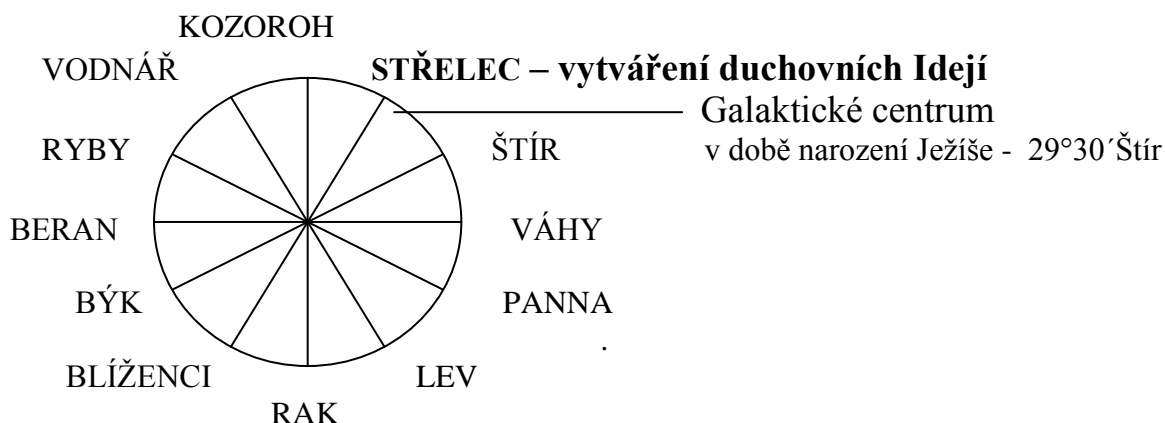 KOZOROH
VODNÁŘ
STŘELEC – vytváření duchovních Idejí
Galaktické centrum
RYBY
ŠTÍR
v době narození Ježíše - 29°30´Štír
BERAN
VÁHY
BÝK
PANNA
.
BLÍŽENCI
LEV
RAK